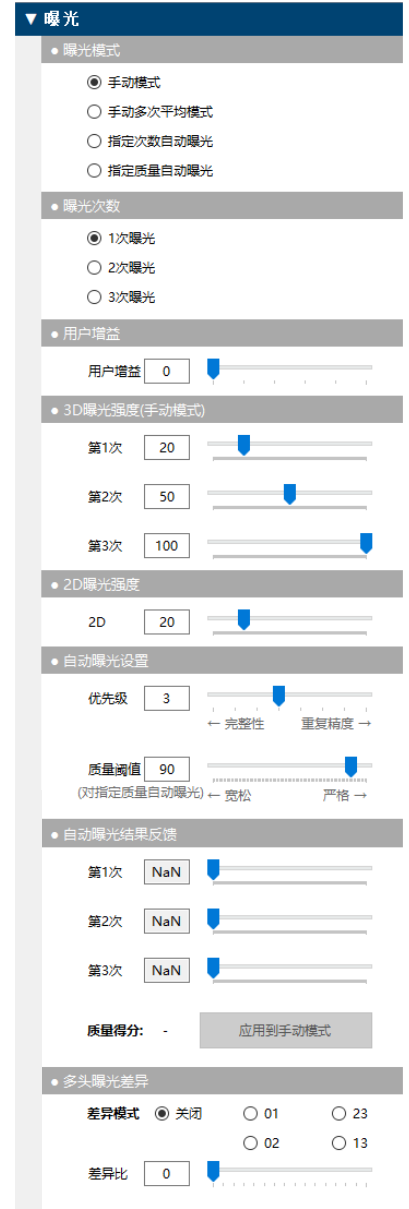 ▼ 曝光
● 曝光模式
手动模式
手动多次平均模式
指定次数自动曝光
指定质量自动曝光
● 曝光次数
1次曝光
2次曝光
3次曝光
● 用户增益
用户增益 0
● 3D曝光强度(手动模式)
第1次 20
第2次 50
第3次 100
● 2D曝光强度
2D 20
● 自动曝光设置
优先级 3
← 完整性 重复精度 →
质量阈值 90
(对指定质量自动曝光) ← 宽松 严格 →
● 自动曝光结果反馈
第1次 NaN
第2次 NaN
第3次 NaN
质量得分: - 应用到手动模式
● 多头曝光差异
差异模式 关闭 01 23
02 13
差异比 0